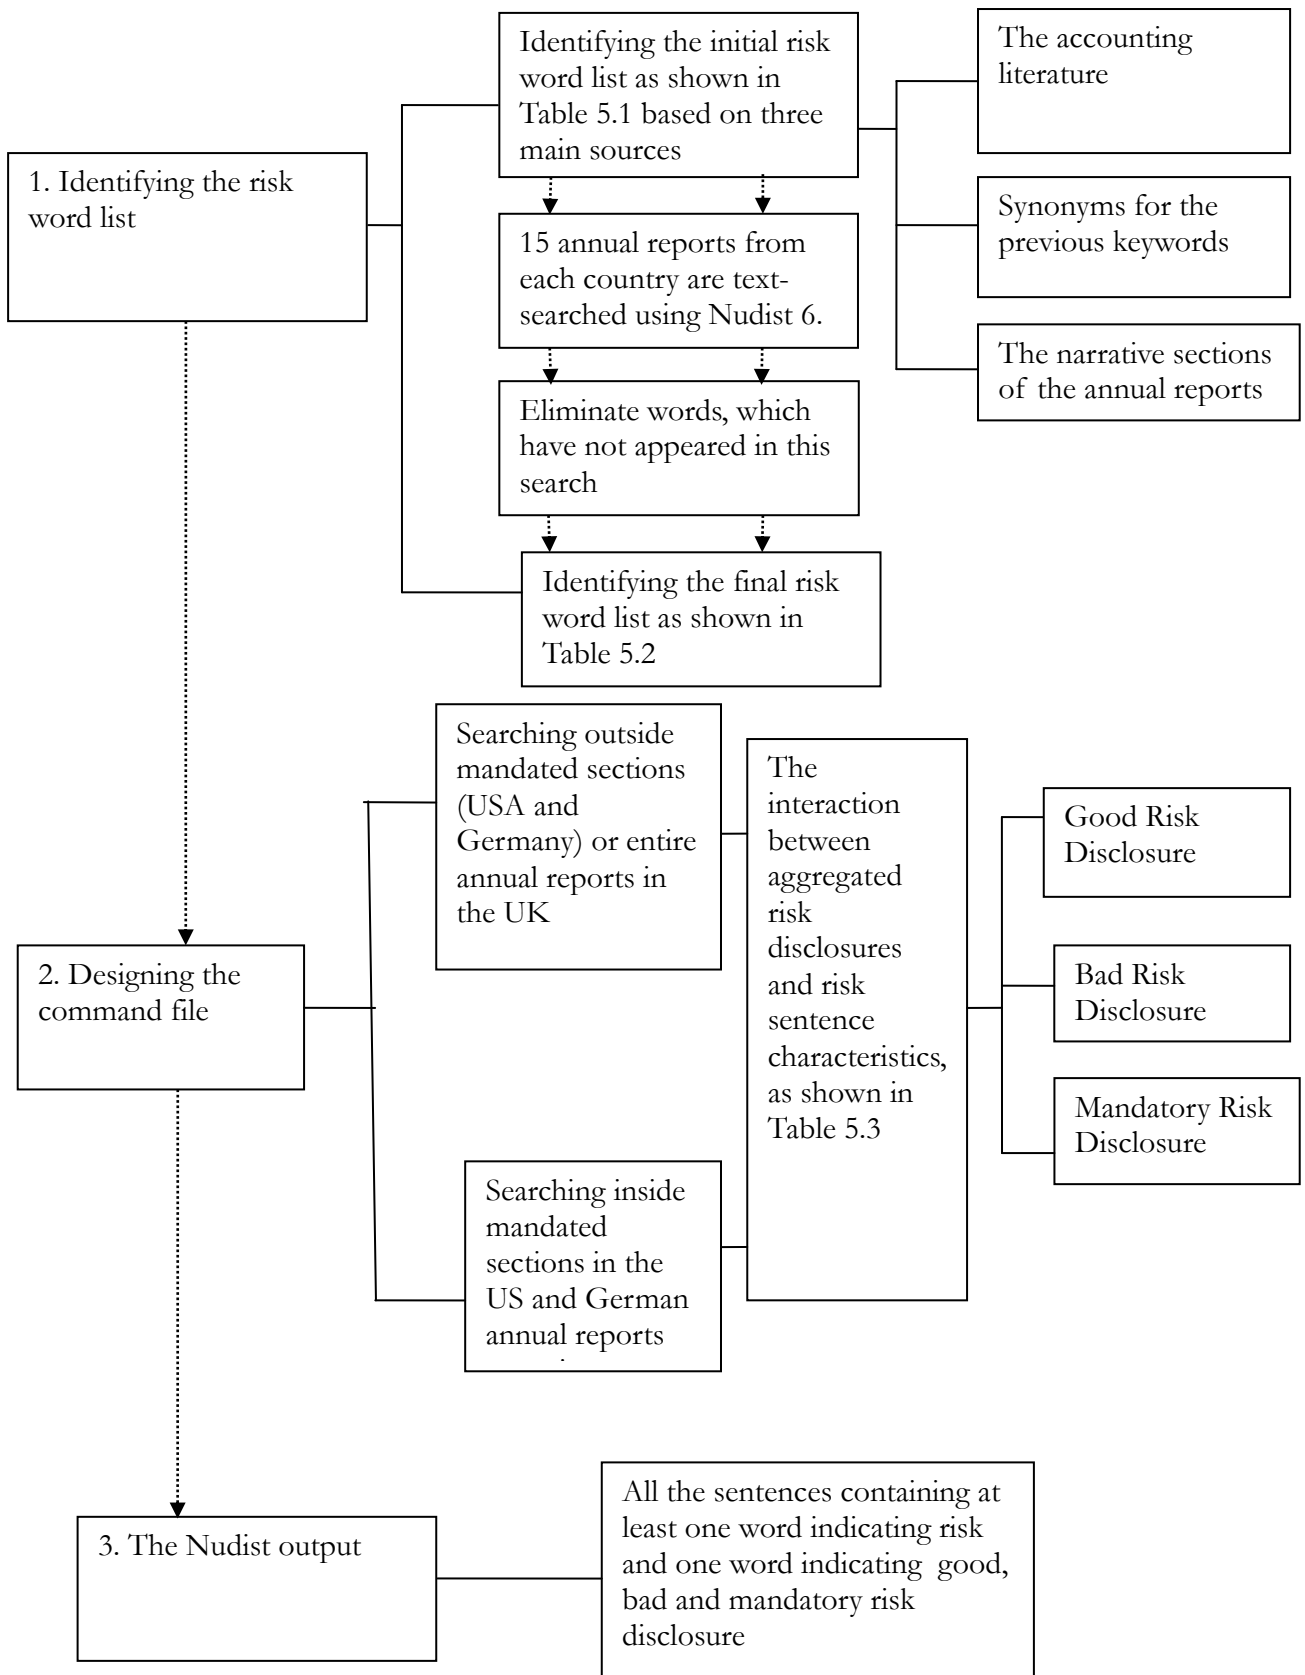 Identifying the initial risk
word list as shown in
Table 5.1 based on three
main sources
The accounting
literature
1. Identifying the risk
word list
Synonyms for the
previous keywords
15 annual reports from
each country are text-
searched using Nudist 6.
The narrative sections
of the annual reports
Eliminate words, which
have not appeared in this
search
Identifying the final risk
word list as shown in
Table 5.2
Searching outside
mandated sections
(USA and
Germany) or entire
annual reports in
the UK
The
interaction
between
aggregated
risk
disclosures
and risk
sentence
characteristics,
as shown in
Table 5.3
Good Risk
Disclosure
2. Designing the
command file
Bad Risk
Disclosure
Mandatory Risk
Disclosure
Searching inside
mandated
sections in the
US and German
annual reports
3. The Nudist output
All the sentences containing at
least one word indicating risk
and one word indicating good,
bad and mandatory risk
disclosure